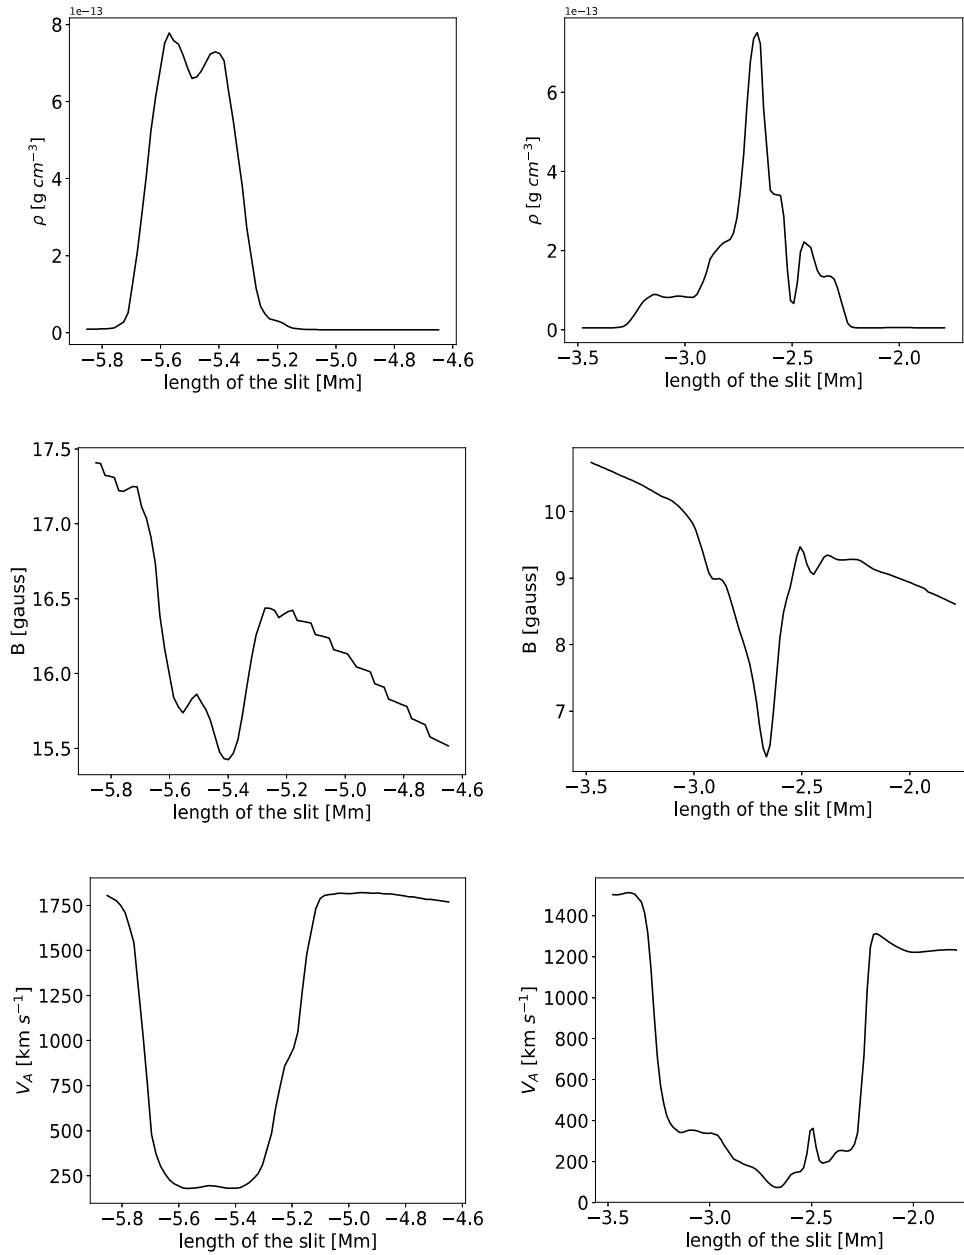 1e−13
8
6
4
2
0
ρ [g cm⁻³]
−5.8 −5.6 −5.4 −5.2 −5.0 −4.8 −4.6
length of the slit [Mm]
1e−13
6
4
2
0
ρ [g cm⁻³]
−3.5 −3.0 −2.5 −2.0
length of the slit [Mm]
17.5
17.0
16.5
16.0
15.5
B [gauss]
−5.8 −5.6 −5.4 −5.2 −5.0 −4.8 −4.6
length of the slit [Mm]
10
9
8
7
B [gauss]
−3.5 −3.0 −2.5 −2.0
length of the slit [Mm]
1750
1500
1250
1000
750
500
250
V_A [km s⁻¹]
−5.8 −5.6 −5.4 −5.2 −5.0 −4.8 −4.6
length of the slit [Mm]
1400
1200
1000
800
600
400
200
0
V_A [km s⁻¹]
−3.5 −3.0 −2.5 −2.0
length of the slit [Mm]